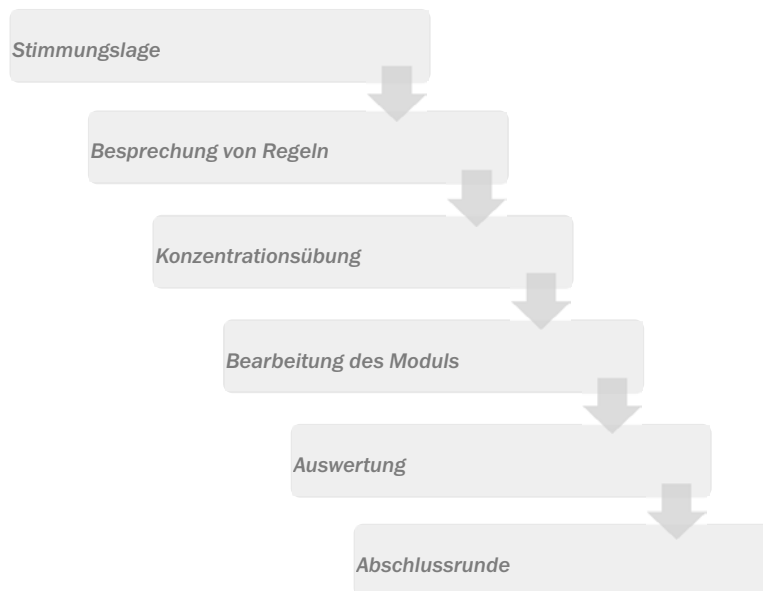 Stimmungslage
Besprechung von Regeln
Konzentrationsübung
Bearbeitung des Moduls
Auswertung
Abschlussrunde